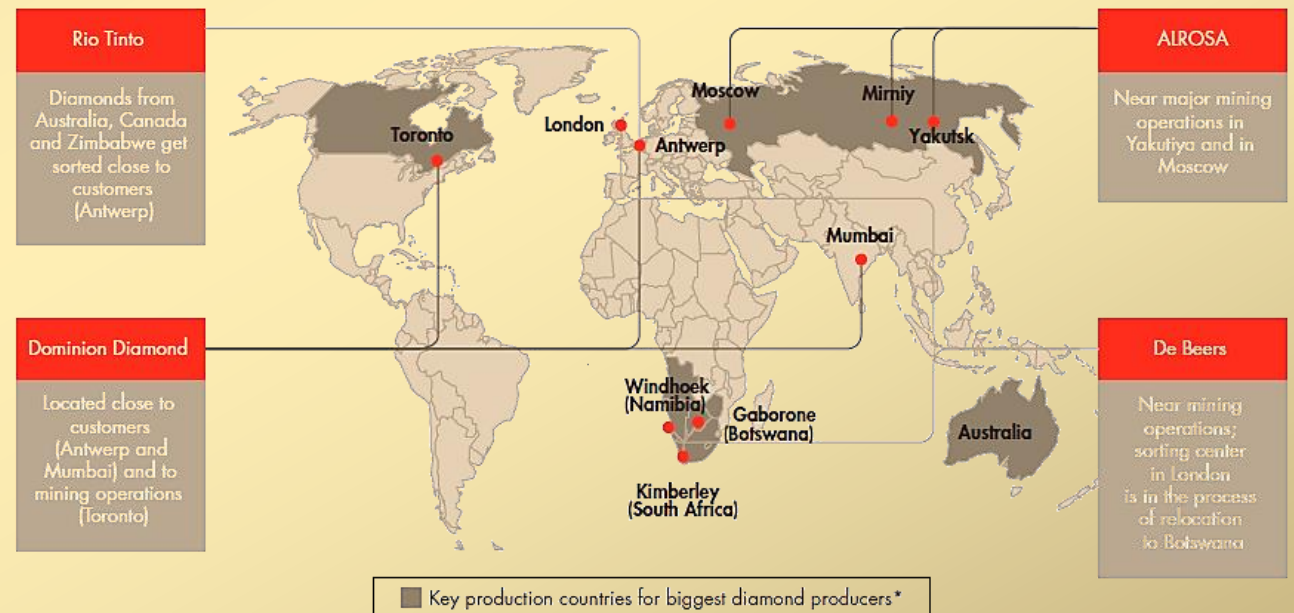 Rio Tinto
Diamonds from
Australia, Canada
and Zimbabwe get
sorted close to
customers
(Antwerp)
ALROSA
Near major mining
operations in
Yakutiya and in
Moscow
Toronto
London
Antwerp
Moscow
Mirniy
Yakutsk
Mumbai
Dominion Diamond
Located close to
customers
(Antwerp and
Mumbai) and to
mining operations
(Toronto)
Windhoek
(Namibia)
Gaborone
(Botswana)
Kimberley
(South Africa)
Australia
De Beers
Near mining
operations;
sorting center
in London
is in the process
of relocation
to Botswana
Key production countries for biggest diamond producers*